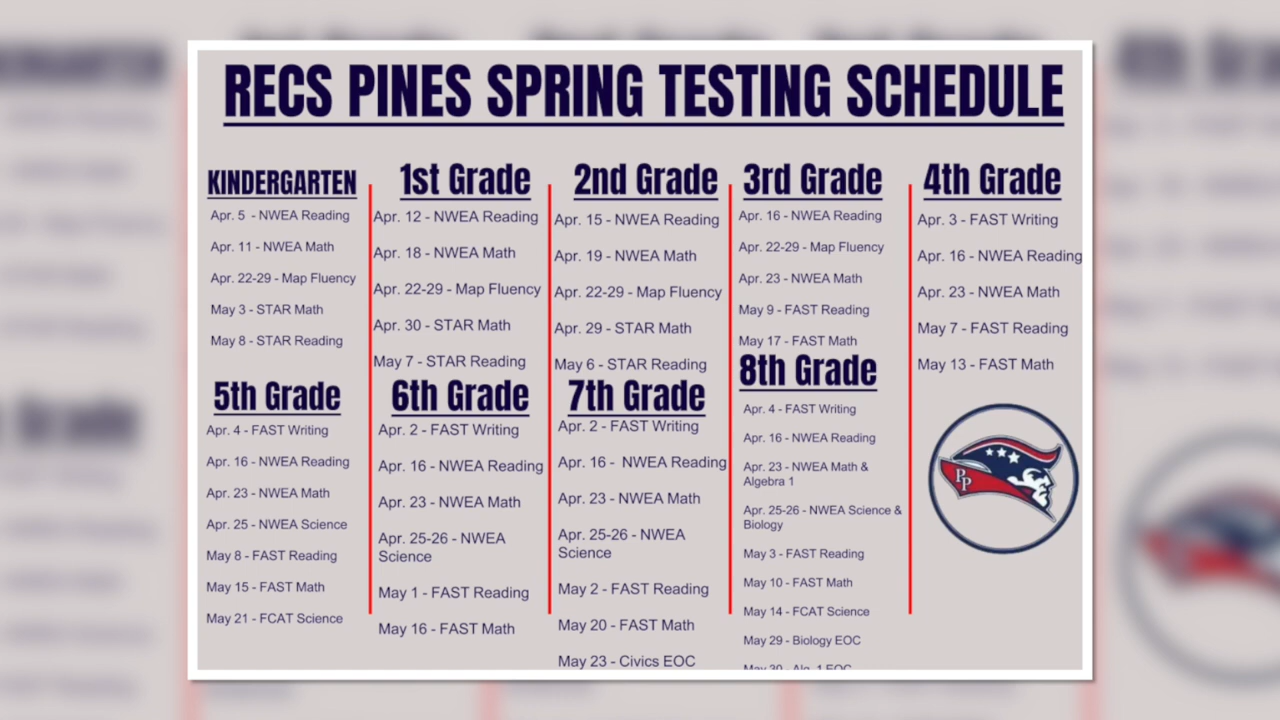 RECS PINES SPRING TESTING SCHEDULE
KINDERGARTEN
Apr. 5 - NWEA Reading
Apr. 11 - NWEA Math
Apr. 22-29 - Map Fluency
May 3 - STAR Math
May 8 - STAR Reading
1st Grade
Apr. 12 - NWEA Reading
Apr. 18 - NWEA Math
Apr. 22-29 - Map Fluency
Apr. 30 - STAR Math
May 7 - STAR Reading
2nd Grade
Apr. 15 - NWEA Reading
Apr. 19 - NWEA Math
Apr. 22-29 - Map Fluency
Apr. 29 - STAR Math
May 6 - STAR Reading
3rd Grade
Apr. 16 - NWEA Reading
Apr. 22-29 - Map Fluency
Apr. 23 - NWEA Math
May 9 - FAST Reading
May 17 - FAST Math
4th Grade
Apr. 3 - FAST Writing
Apr. 16 - NWEA Reading
Apr. 23 - NWEA Math
May 7 - FAST Reading
May 13 - FAST Math
5th Grade
Apr. 4 - FAST Writing
Apr. 16 - NWEA Reading
Apr. 23 - NWEA Math
Apr. 25 - NWEA Science
May 8 - FAST Reading
May 15 - FAST Math
May 21 - FCAT Science
6th Grade
Apr. 2 - FAST Writing
Apr. 16 - NWEA Reading
Apr. 23 - NWEA Math
Apr. 25-26 - NWEA
Science
May 1 - FAST Reading
May 16 - FAST Math
7th Grade
Apr. 2 - FAST Writing
Apr. 16 - NWEA Reading
Apr. 23 - NWEA Math
Apr. 25-26 - NWEA
Science
May 2 - FAST Reading
May 20 - FAST Math
May 23 - Civics EOC
8th Grade
Apr. 4 - FAST Writing
Apr. 16 - NWEA Reading
Apr. 23 - NWEA Math &
Algebra 1
Apr. 25-26 - NWEA Science &
Biology
May 3 - FAST Reading
May 10 - FAST Math
May 14 - FCAT Science
May 29 - Biology EOC
May 30 - Alg. 1 EOC
PP